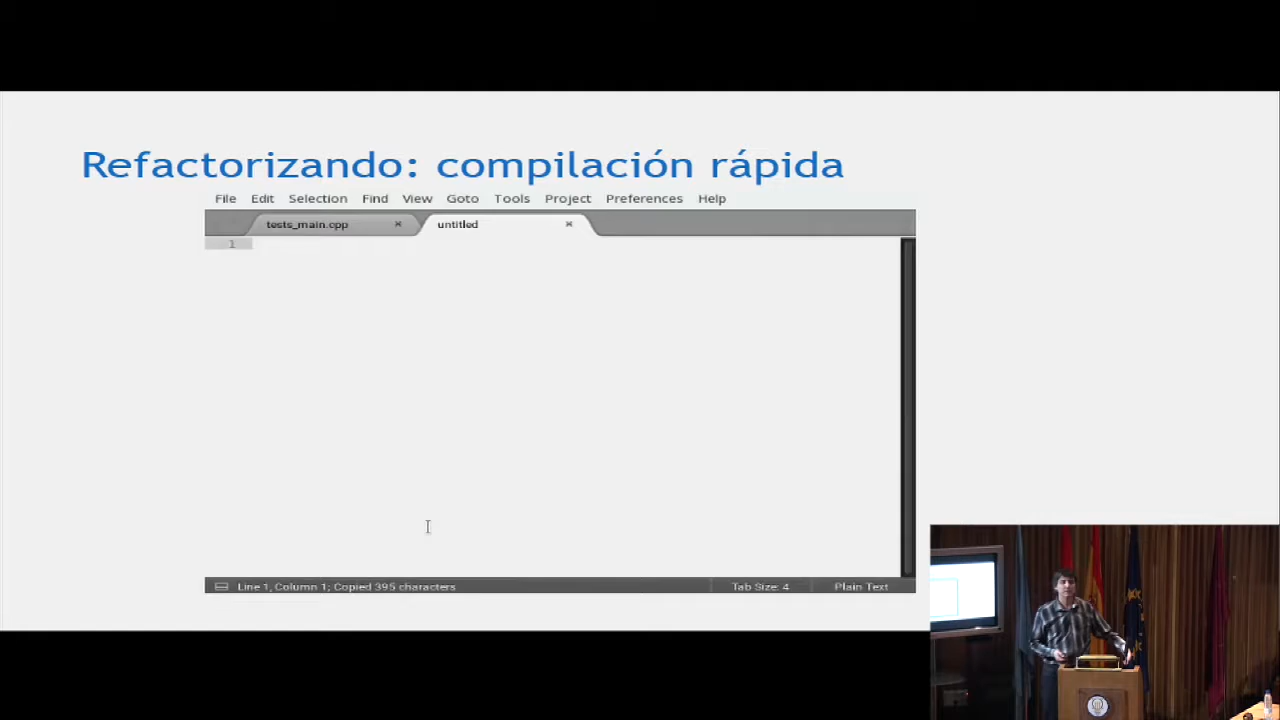 Refactorizando: compilación rápida
File Edit Selection Find View Goto Tools Project Preferences Help
tests_main.cpp × untitled ×
1
Line 1, Column 1; Copied 395 characters Tab Size: 4 Plain Text